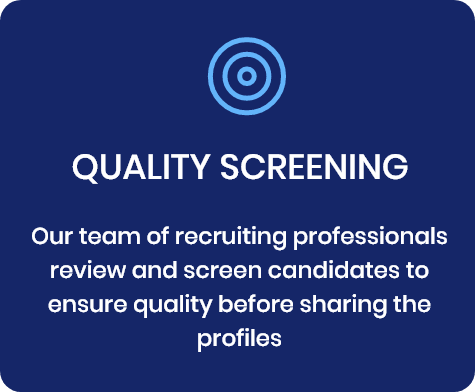 QUALITY SCREENING
Our team of recruiting professionals
review and screen candidates to
ensure quality before sharing the
profiles